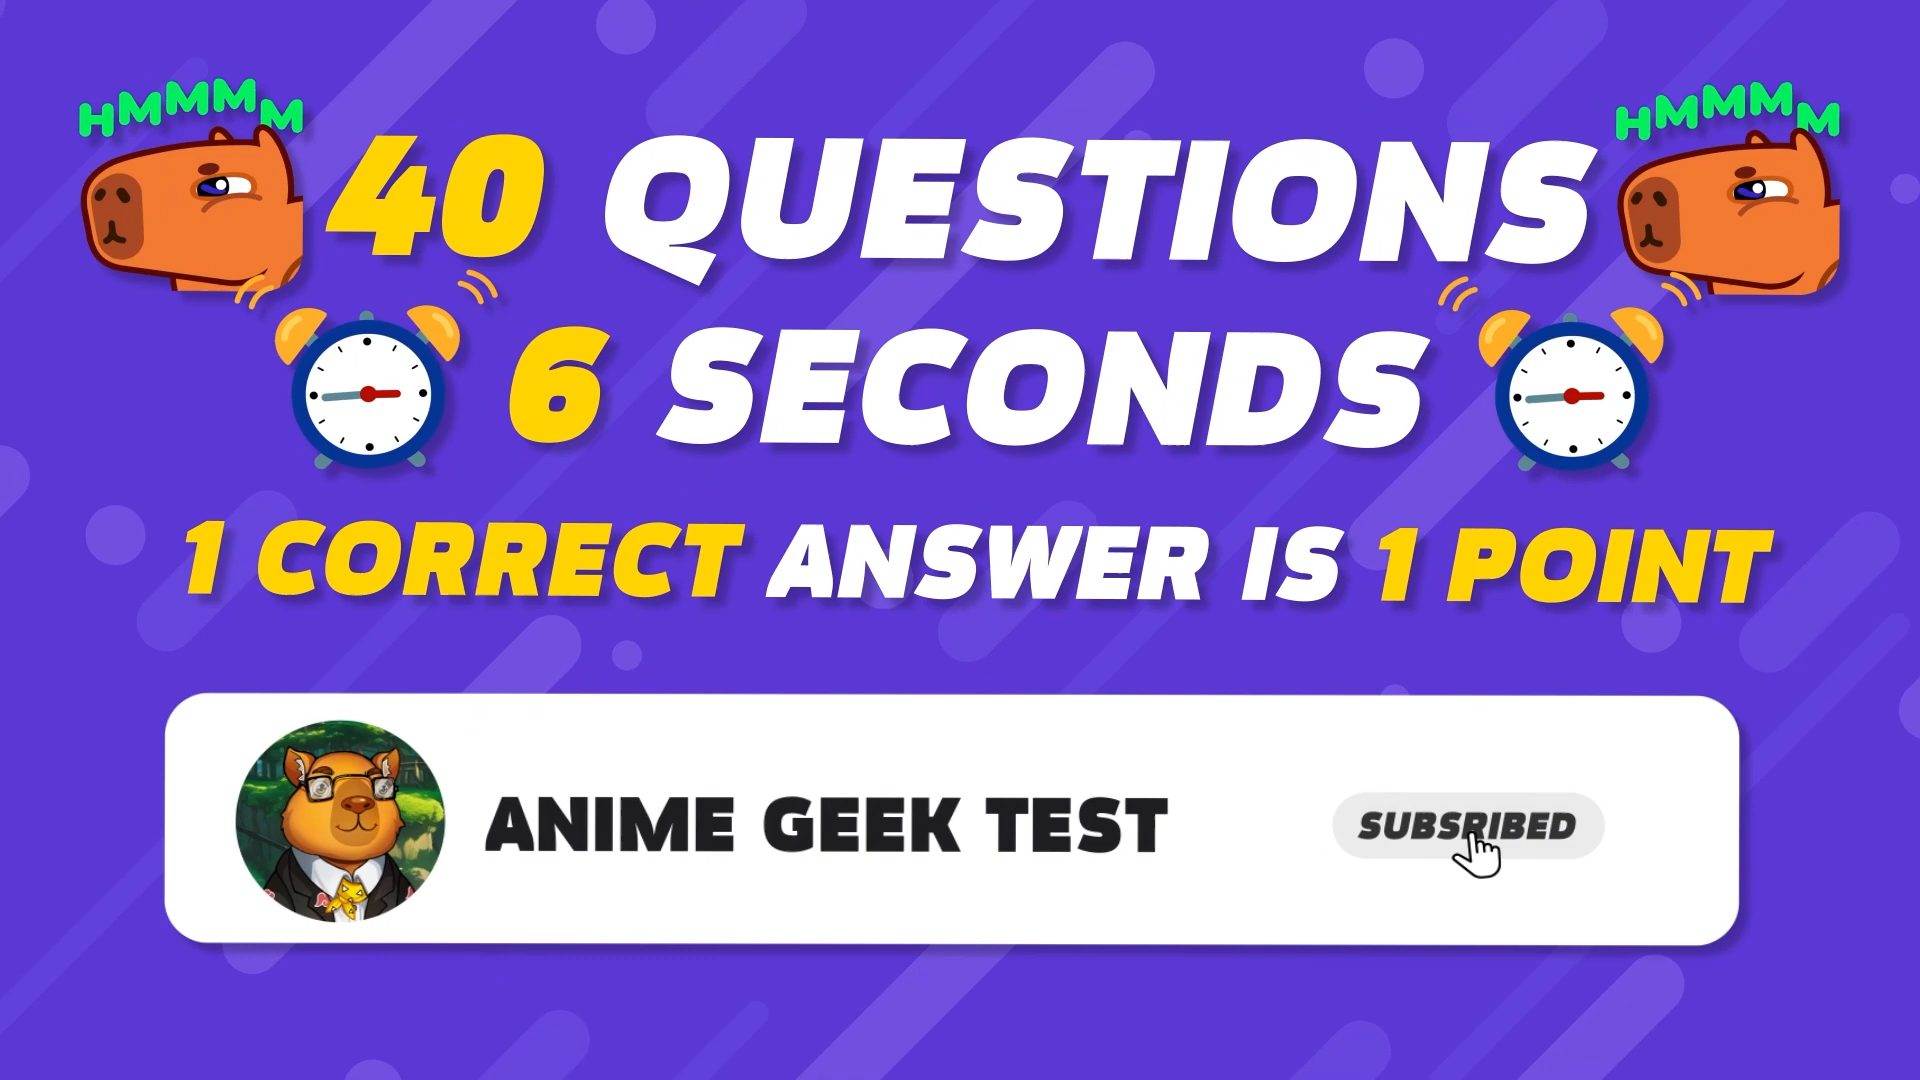 HMMMM
HMMMM
40 QUESTIONS
6 SECONDS
1 CORRECT ANSWER IS 1 POINT
ANIME GEEK TEST
SUBSRIBED